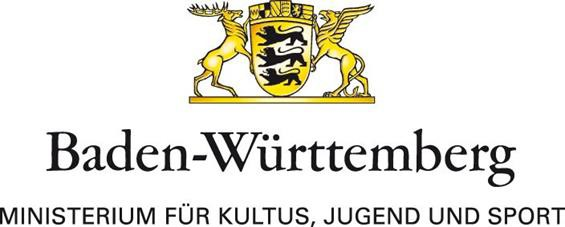 Baden-Württemberg
MINISTERIUM FÜR KULTUS, JUGEND UND SPORT